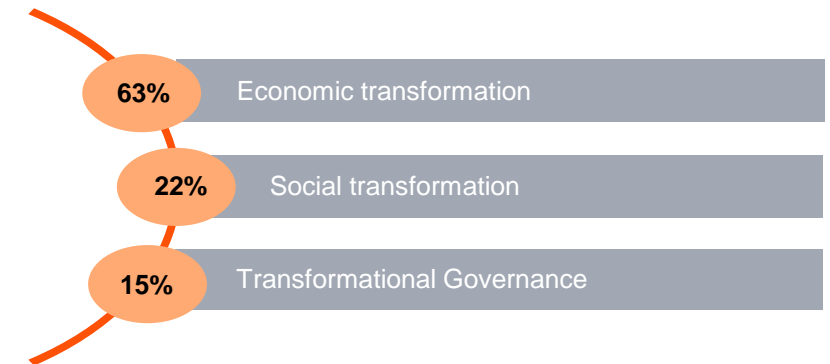 63% Economic transformation
22% Social transformation
15% Transformational Governance